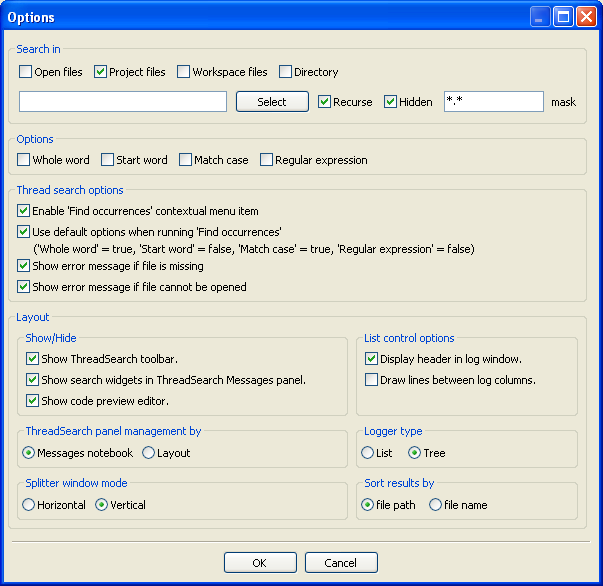 Options
Search in
Open files Project files Workspace files Directory
Select Recurse Hidden *.* mask
Options
Whole word Start word Match case Regular expression
Thread search options
Enable 'Find occurrences' contextual menu item
Use default options when running 'Find occurrences'
('Whole word' = true, 'Start word' = false, 'Match case' = true, 'Regular expression' = false)
Show error message if file is missing
Show error message if file cannot be opened
Layout
Show/Hide
Show ThreadSearch toolbar.
Show search widgets in ThreadSearch Messages panel.
Show code preview editor.
List control options
Display header in log window.
Draw lines between log columns.
ThreadSearch panel management by
Messages notebook Layout
Logger type
List Tree
Splitter window mode
Horizontal Vertical
Sort results by
file path file name
OK Cancel